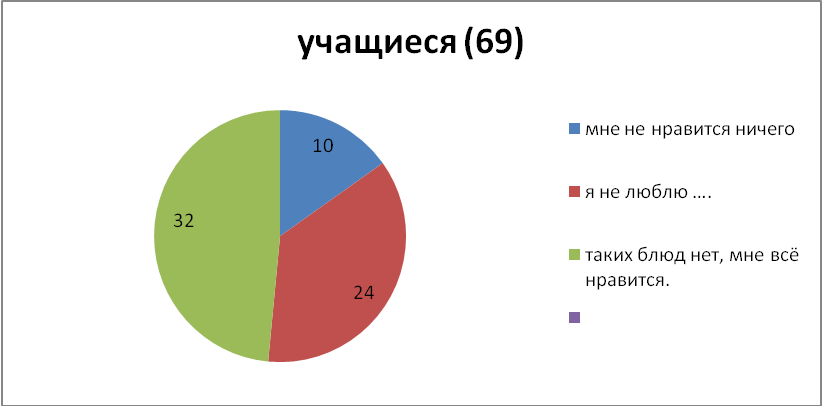 учащиеся (69)
10
32
24
мне не нравится ничего
я не люблю ....
таких блюд нет, мне всё
нравится.